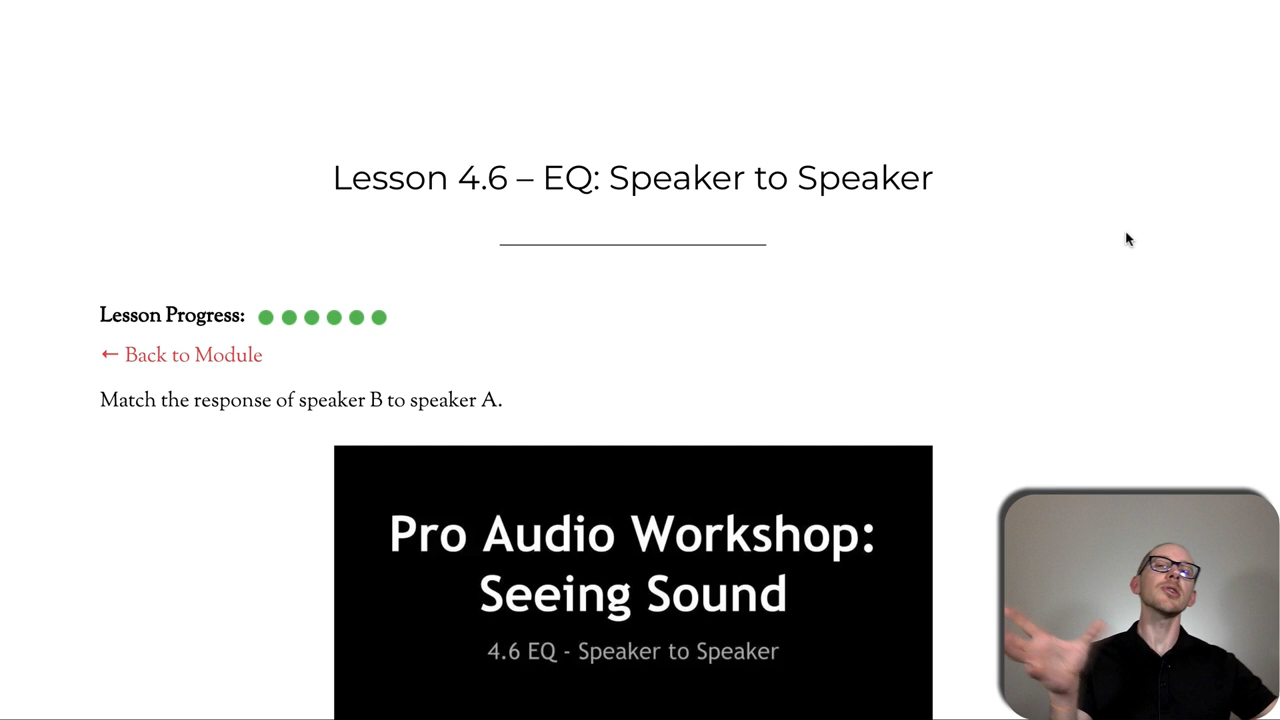 Lesson 4.6 – EQ: Speaker to Speaker
Lesson Progress:
← Back to Module
Match the response of speaker B to speaker A.
Pro Audio Workshop:
Seeing Sound
4.6 EQ - Speaker to Speaker